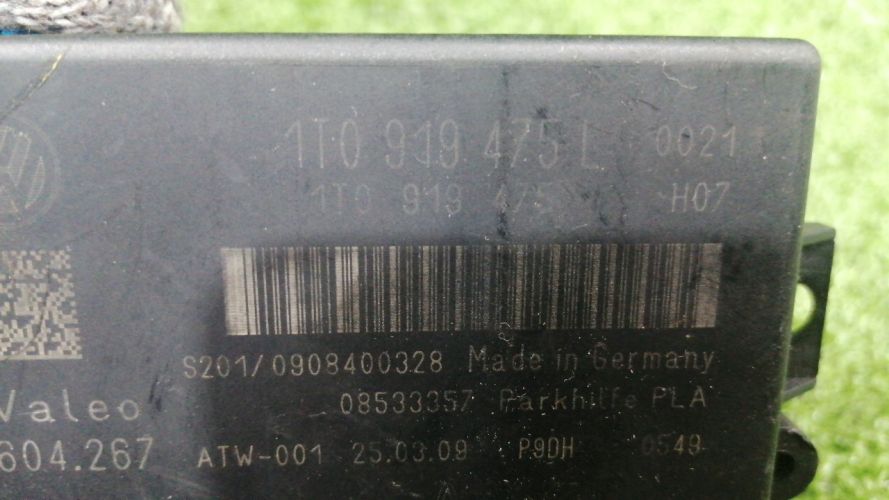 1T0 919 475 L 0021
1T0 919 475 H07
S201/0908400328 Made in Germany
Valeo 08533357 Parkhilfe PLA
604.267 ATW-001 25.03.09 P9DH 0549